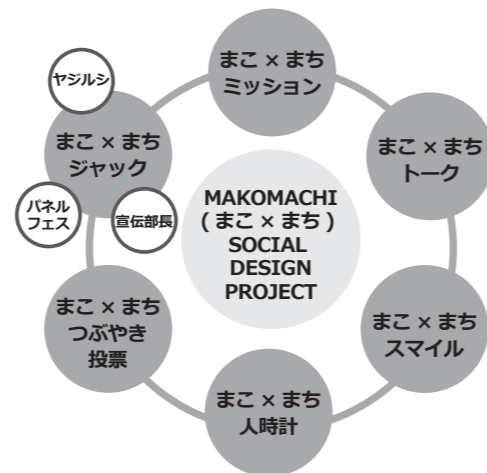 まこ × まち
ミッション
まこ × まち
トーク
まこ × まち
スマイル
まこ × まち
人時計
まこ × まち
つぶやき
投票
まこ × まち
ジャック
ヤジルシ
パネル
フェス
宣伝部長
MAKOMACHI
( まこ × まち )
SOCIAL
DESIGN
PROJECT